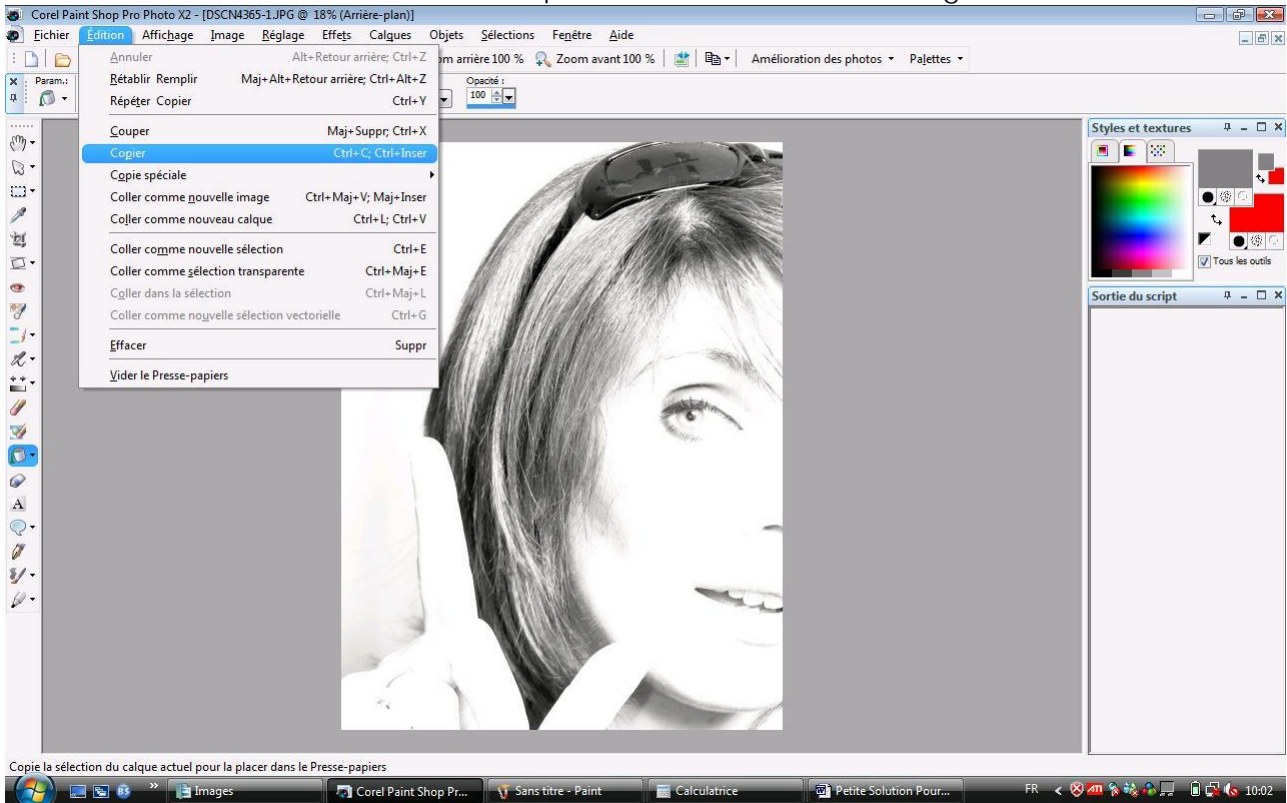 Corel Paint Shop Pro Photo X2 - [DSCN4365-1.JPG @ 18% (Arrière-plan)]
Fichier Édition Affichage Image Réglage Effets Calques Objets Sélections Fenêtre Aide
arrière 100 % Zoom avant 100 % Amélioration des photos Palettes
Param.: Opacité :
100
Annuler Alt+Retour arrière; Ctrl+Z
Rétablir Remplir Maj+Alt+Retour arrière; Ctrl+Alt+Z
Répéter Copier Ctrl+Y
Couper Maj+Suppr; Ctrl+X
Copier Ctrl+C; Ctrl+Inser
Copie spéciale
Coller comme nouvelle image Ctrl+Maj+V; Maj+Inser
Coller comme nouveau calque Ctrl+L; Ctrl+V
Coller comme nouvelle sélection Ctrl+E
Coller comme sélection transparente Ctrl+Maj+E
Coller dans la sélection Ctrl+Maj+L
Coller comme nouvelle sélection vectorielle Ctrl+G
Effacer Suppr
Vider le Presse-papiers
Styles et textures
Tous les outils
Sortie du script
A
Copie la sélection du calque actuel pour la placer dans le Presse-papiers
Images Corel Paint Shop Pr... Sans titre - Paint Calculatrice Petite Solution Pour... FR ATI 10:02